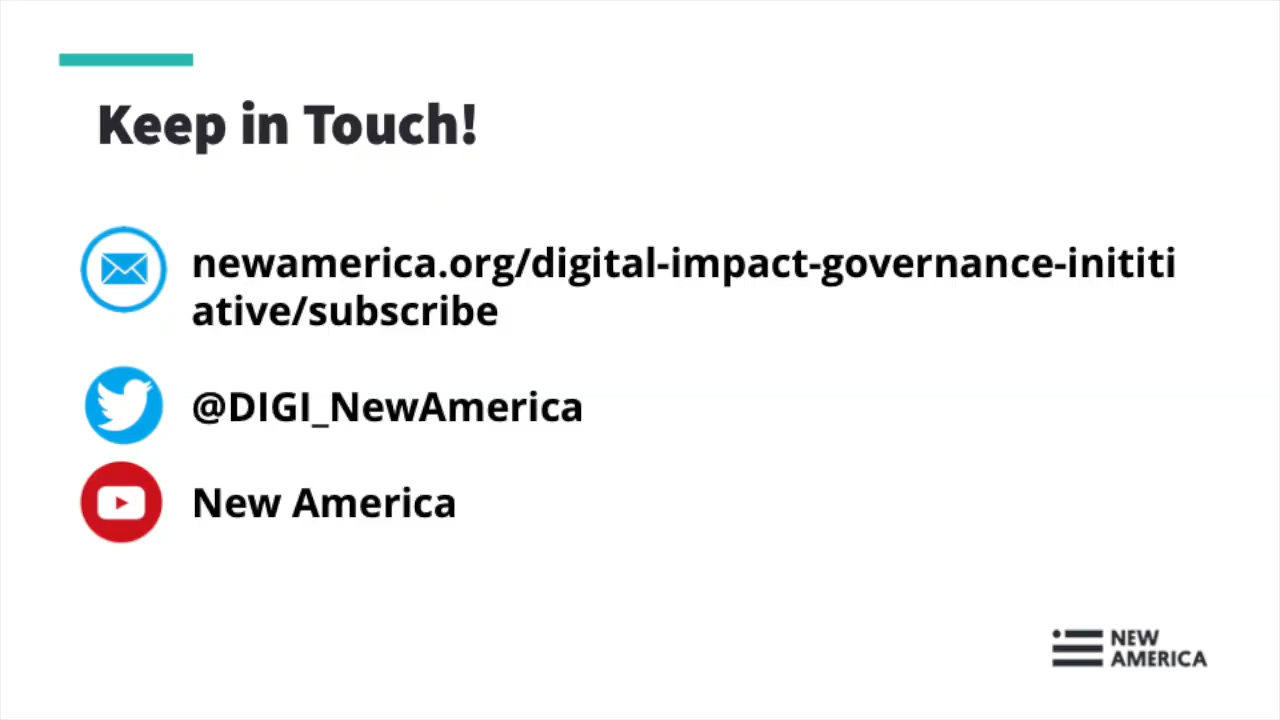 Keep in Touch!
newamerica.org/digital-impact-governance-inititi
ative/subscribe
@DIGI_NewAmerica
New America
NEW
AMERICA